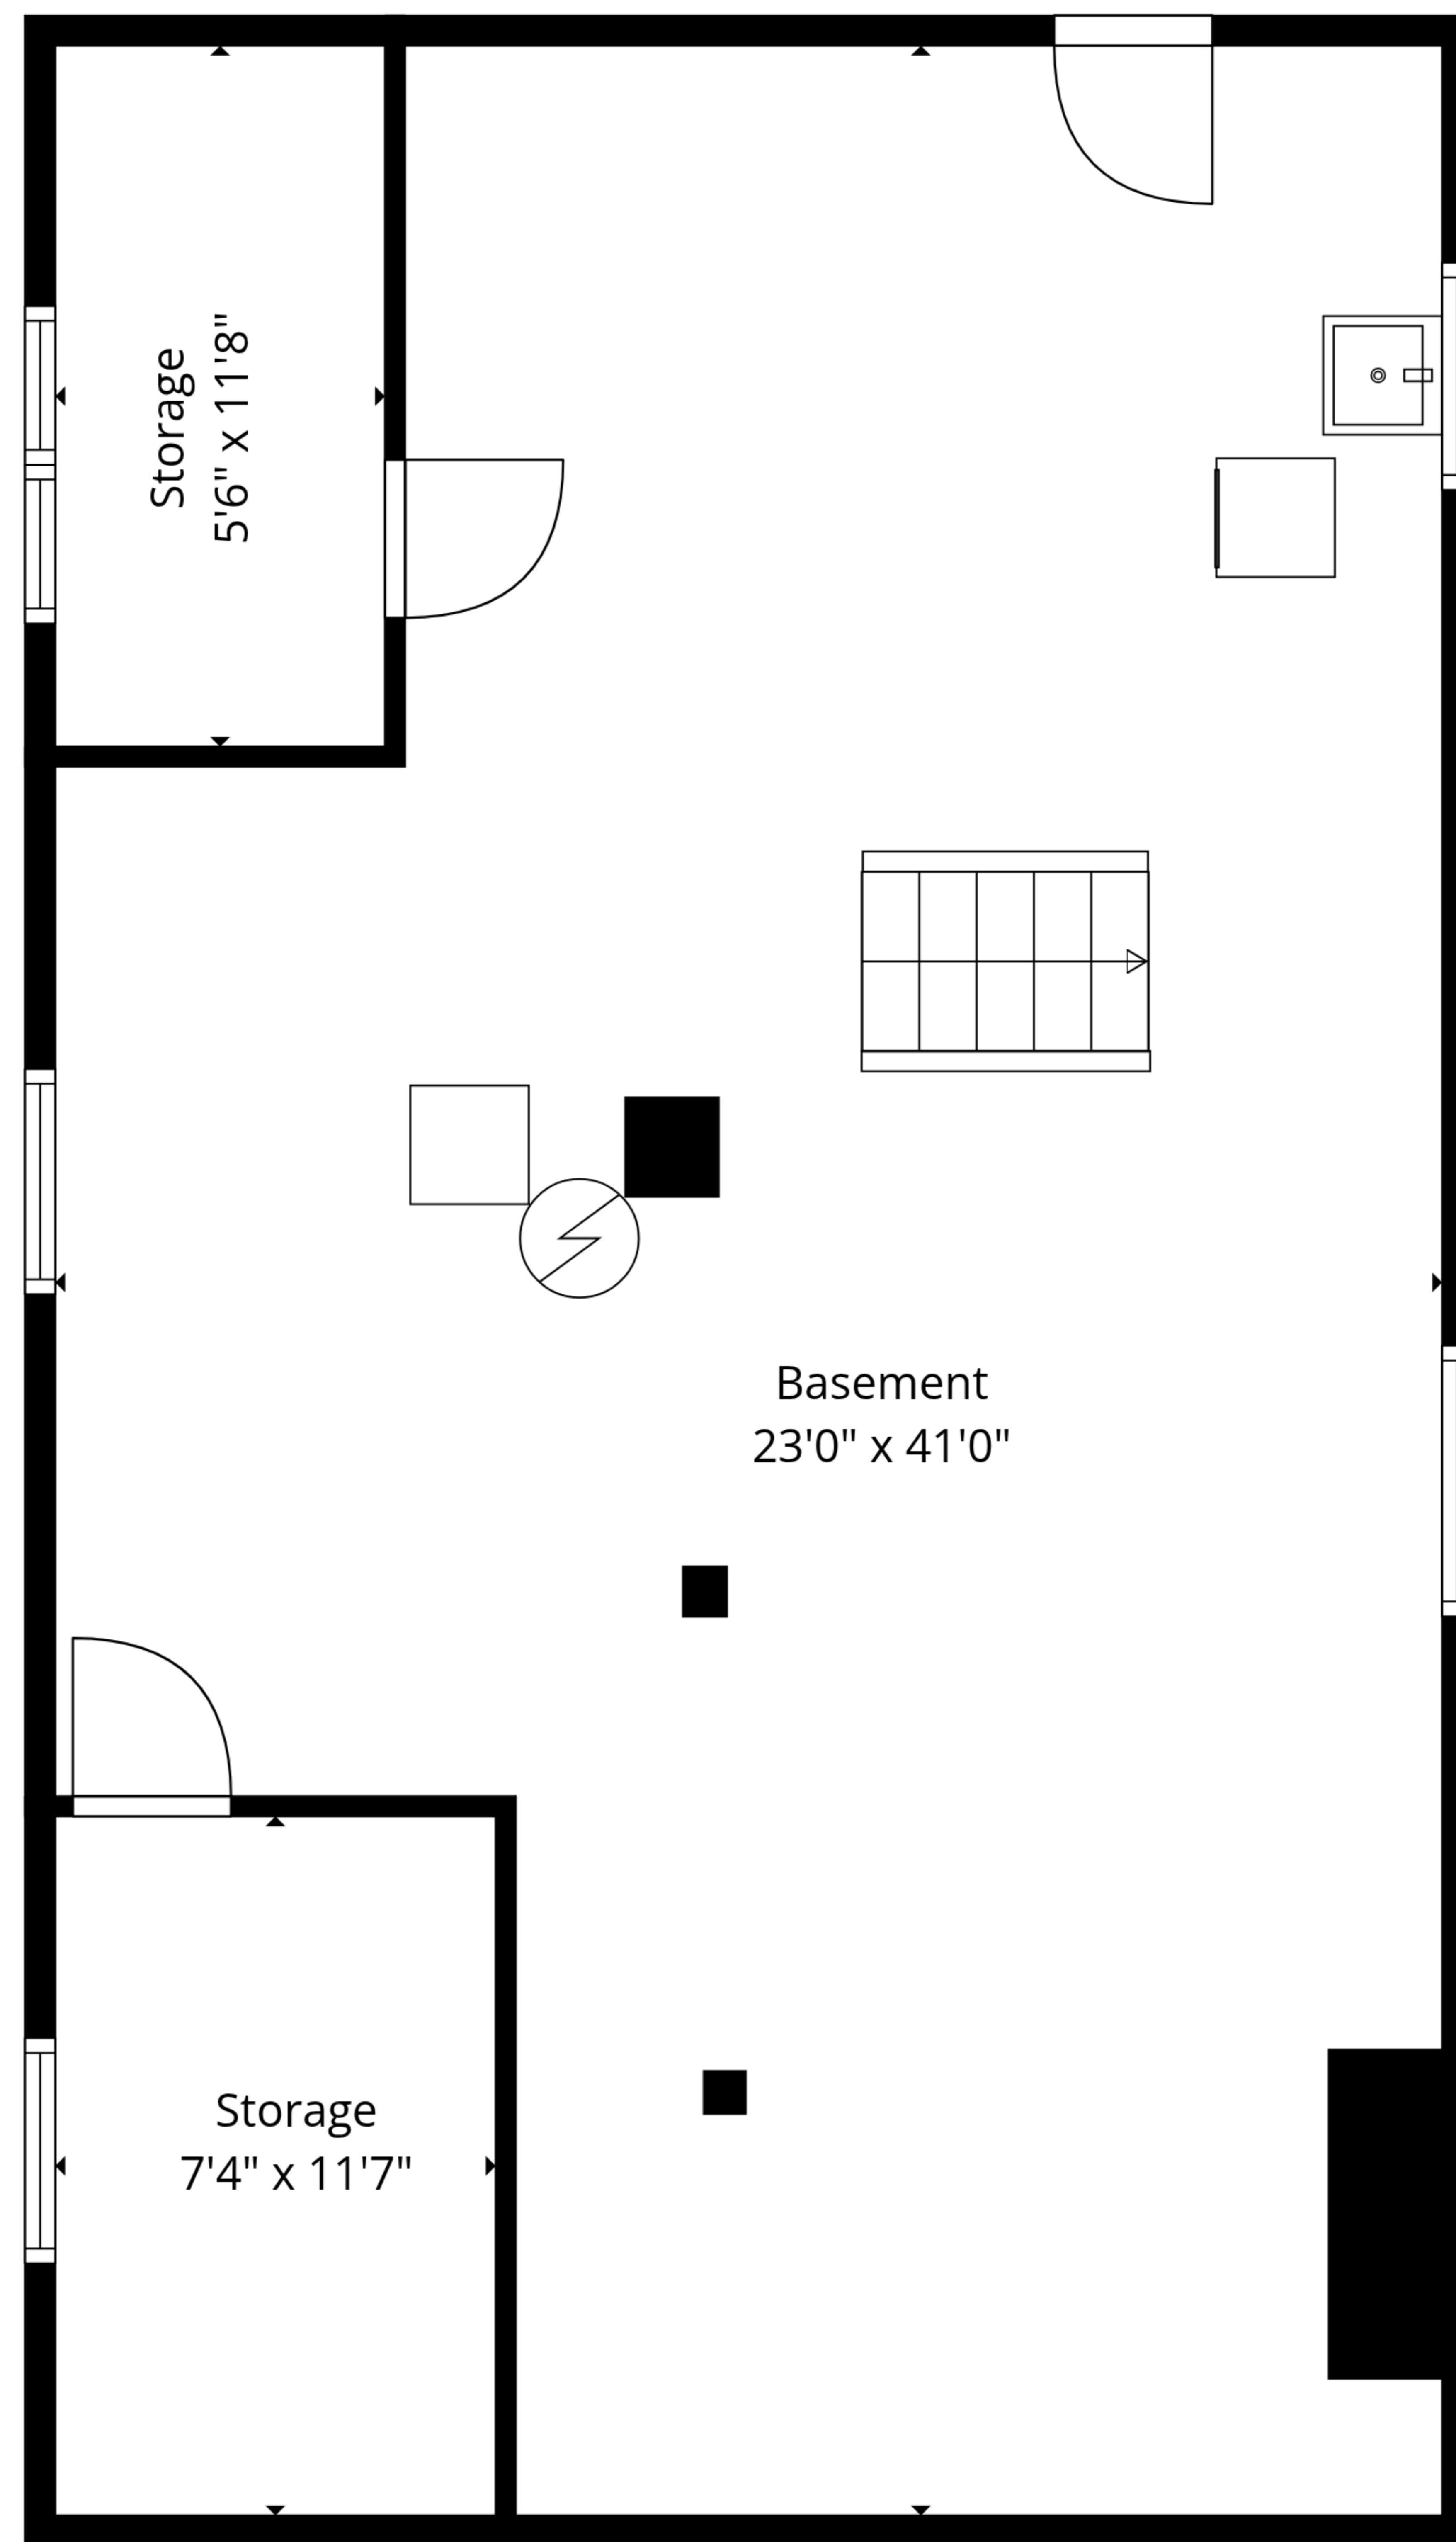 Storage
5'6" x 11'8"
Basement
23'0" x 41'0"
Storage
7'4" x 11'7"